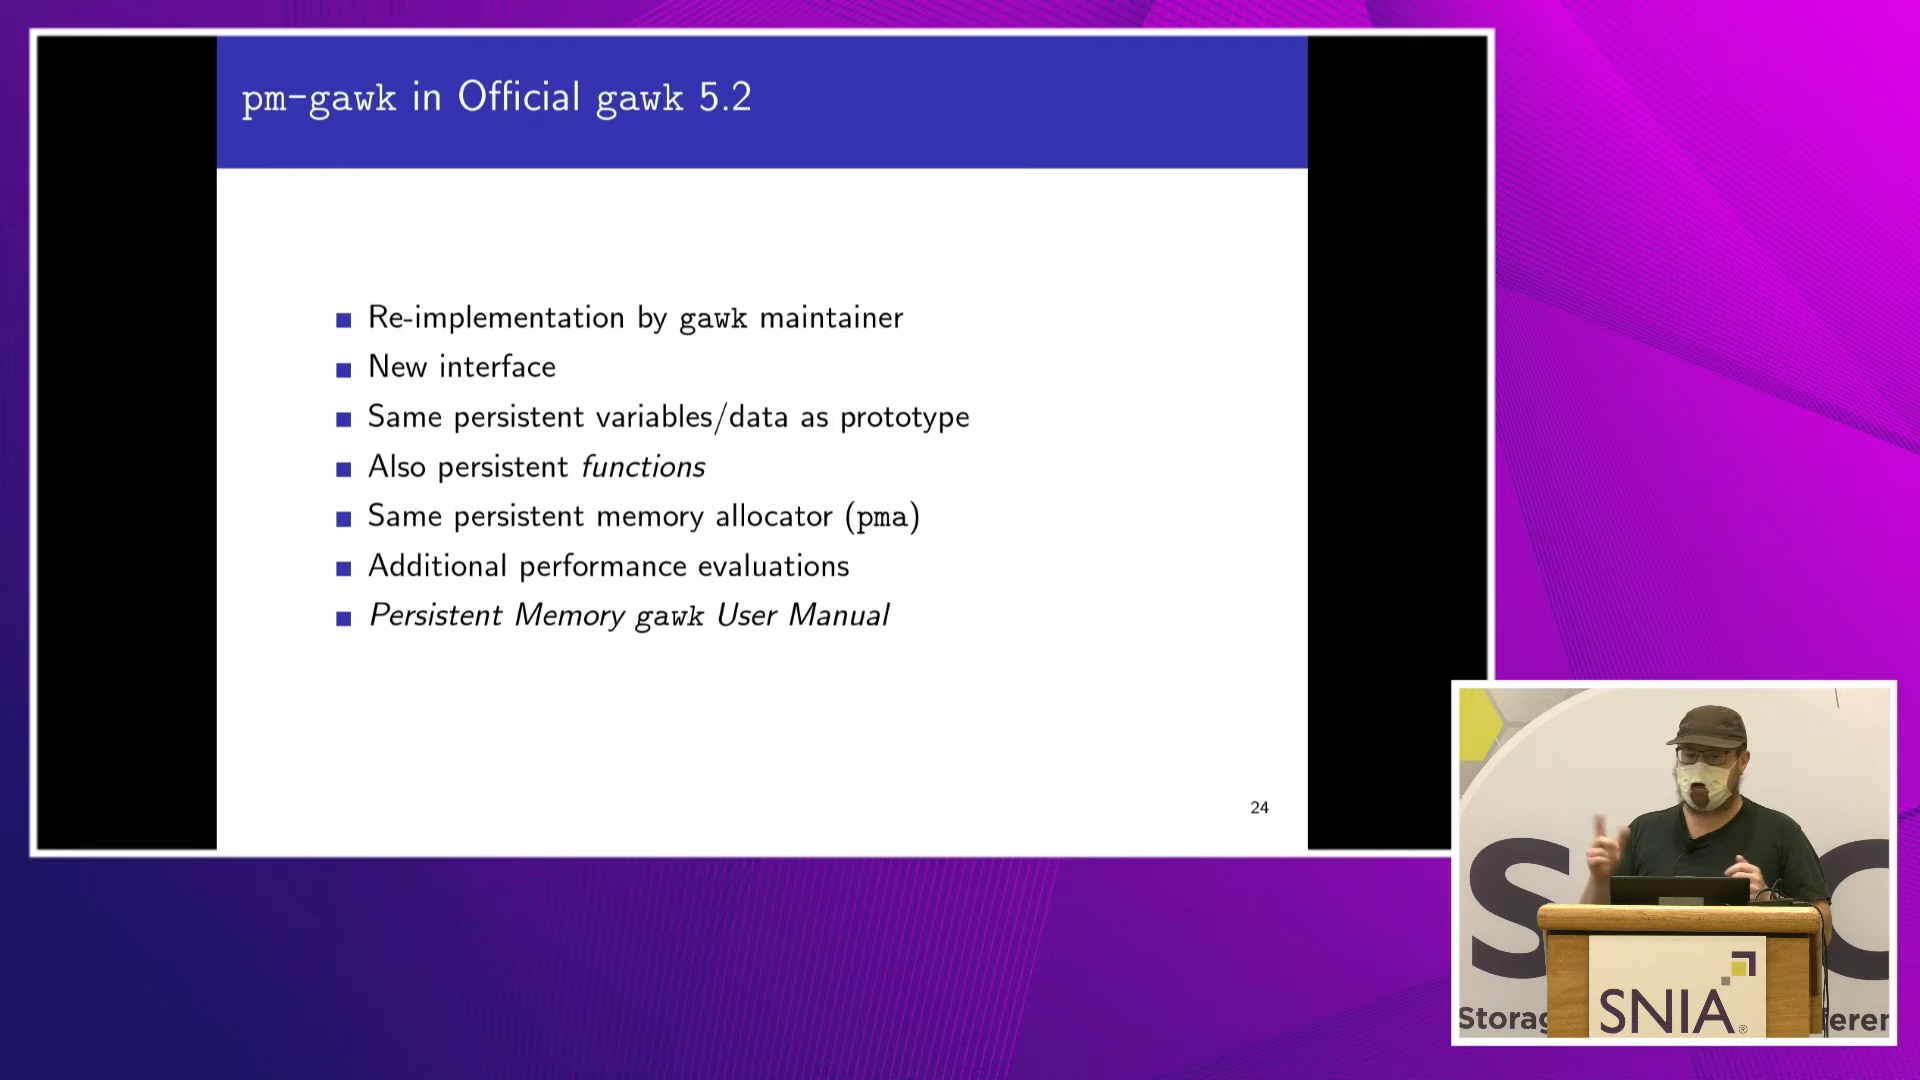 pm-gawk in Official gawk 5.2
Re-implementation by gawk maintainer
New interface
Same persistent variables/data as prototype
Also persistent functions
Same persistent memory allocator (pma)
Additional performance evaluations
Persistent Memory gawk User Manual
24
SNIA®